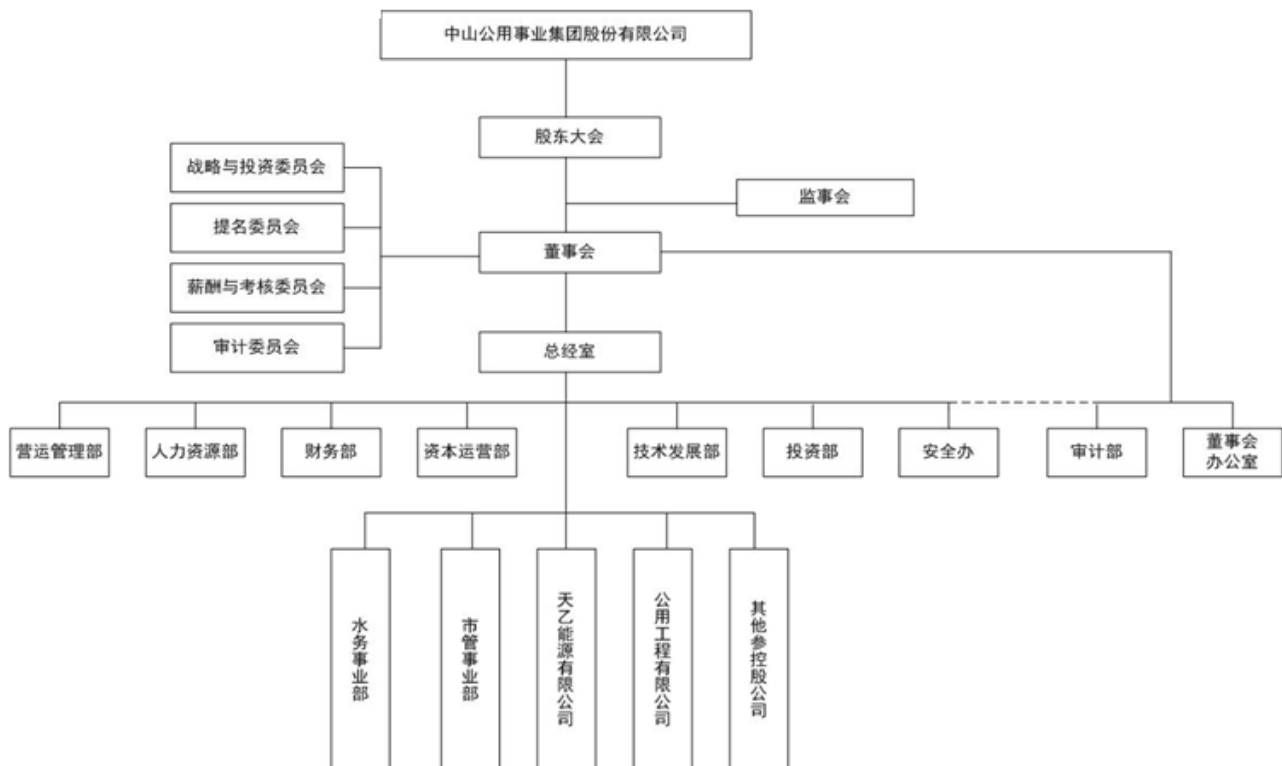 中山公用事业集团股份有限公司
股东大会
战略与投资委员会
监事会
提名委员会
董事会
薪酬与考核委员会
审计委员会
总经室
营运管理部
人力资源部
财务部
资本运营部
技术发展部
投资部
安全办
审计部
董事会
办公室
水务事业部
市管事业部
天乙能源有限公司
公用工程有限公司
其他参控股公司